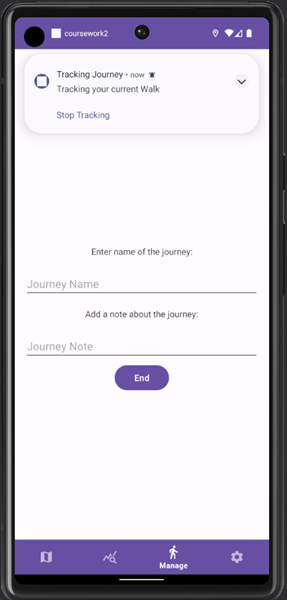 coursework2
Tracking Journey • now
Tracking your current Walk
Stop Tracking
Enter name of the journey:
Journey Name
Add a note about the journey:
Journey Note
End
Manage